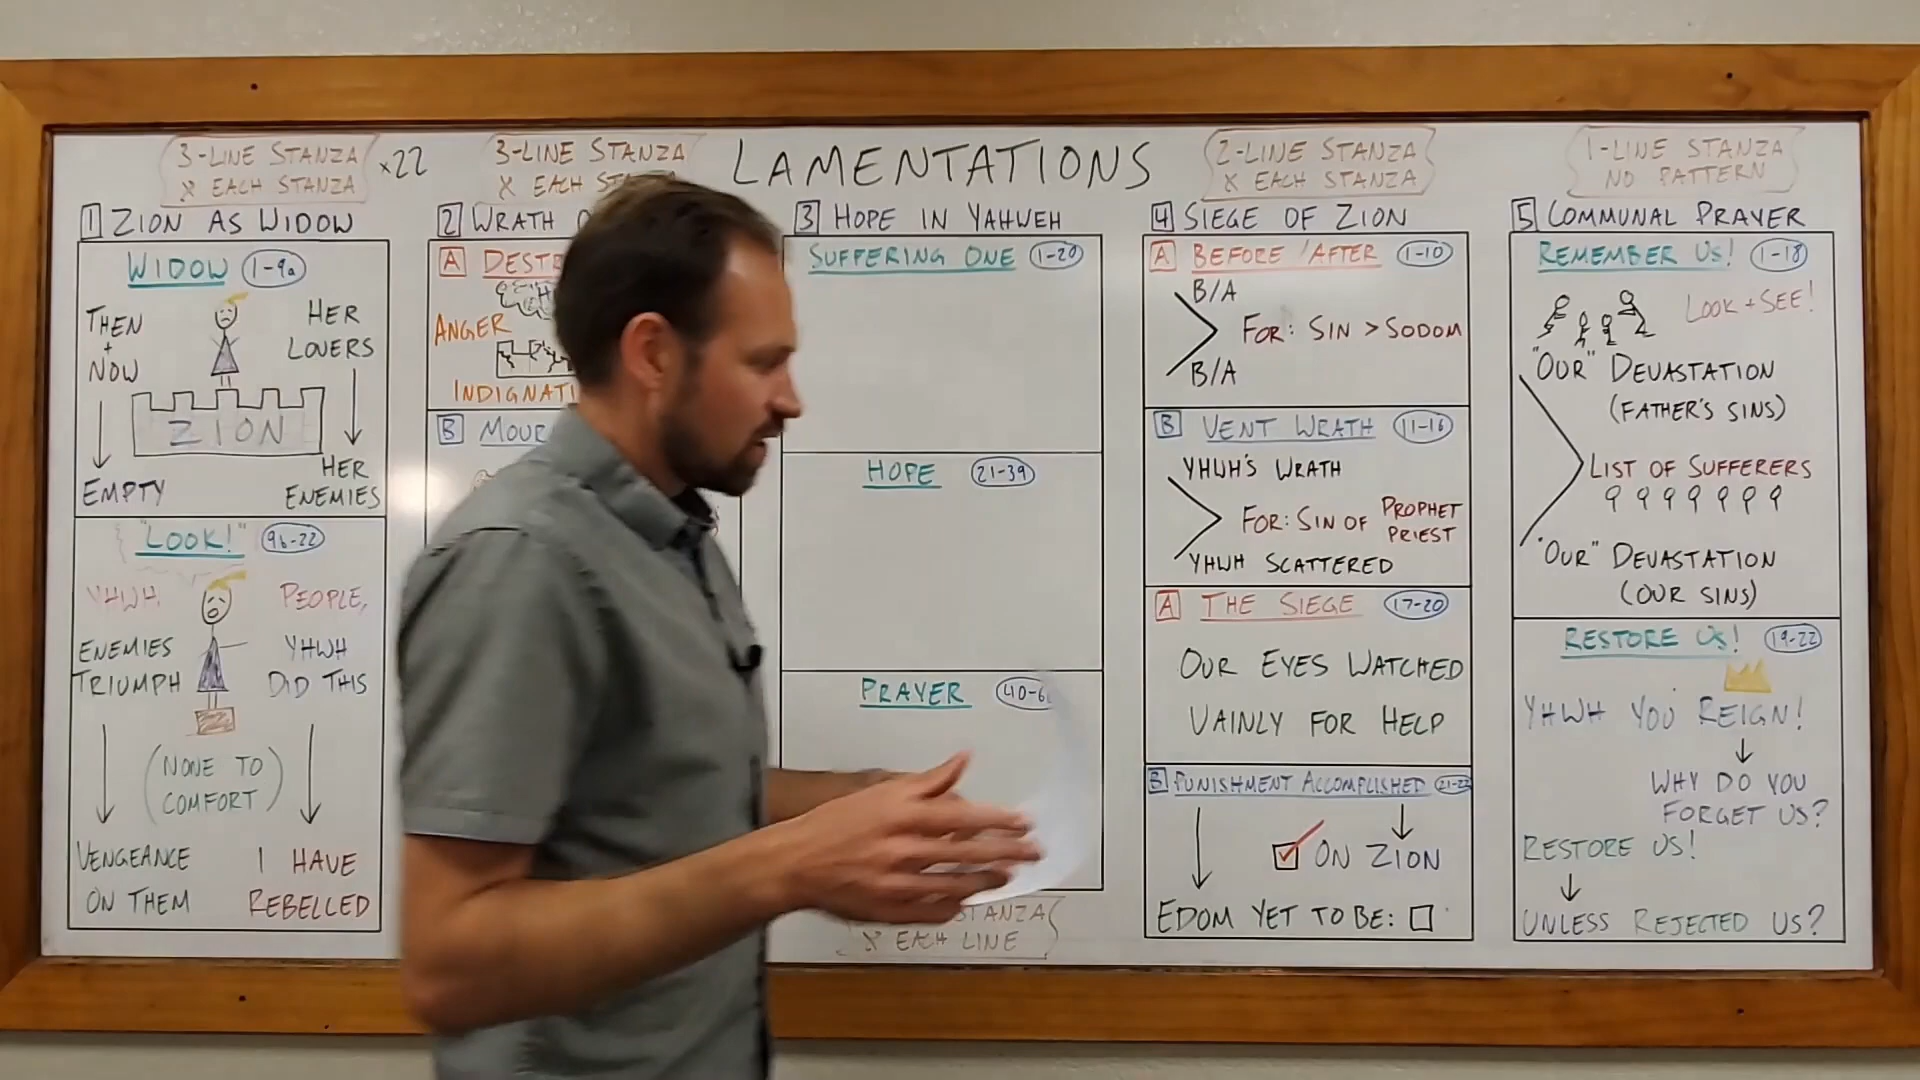 LAMENTATIONS
3-LINE STANZA
א EACH STANZA
×22
1 ZION AS WIDOW
WIDOW 1-9a
THEN
+
NOW
EMPTY
HER
LOVERS
HER
ENEMIES
ZION
"LOOK!" 9b-22
YHWH,
ENEMIES
TRIUMPH
VENGEANCE
ON THEM
PEOPLE,
YHWH
DID THIS
I HAVE
REBELLED
(NONE TO
COMFORT)
3-LINE STANZA
א EACH
2 WRATH
A
ANGER
B
3 HOPE IN YAHWEH
SUFFERING ONE 1-20
HOPE 21-39
PRAYER
א EACH LINE
2-LINE STANZA
א EACH STANZA
4 SIEGE OF ZION
A BEFORE/AFTER 1-10
B/A
FOR: SIN > SODOM
B/A
B VENT WRATH 11-16
YHWH'S WRATH
FOR: SIN OF PROPHET
PRIEST
YHWH SCATTERED
A THE SIEGE 17-20
OUR EYES WATCHED
VAINLY FOR HELP
B PUNISHMENT ACCOMPLISHED 21-22
ON ZION
EDOM YET TO BE:
1-LINE STANZA
NO PATTERN
5 COMMUNAL PRAYER
REMEMBER US! 1-18
LOOK + SEE!
"OUR" DEVASTATION
(FATHER'S SINS)
LIST OF SUFFERERS
"OUR" DEVASTATION
(OUR SINS)
RESTORE US! 19-22
YHWH YOU REIGN!
WHY DO YOU
FORGET US?
RESTORE US!
UNLESS REJECTED US?